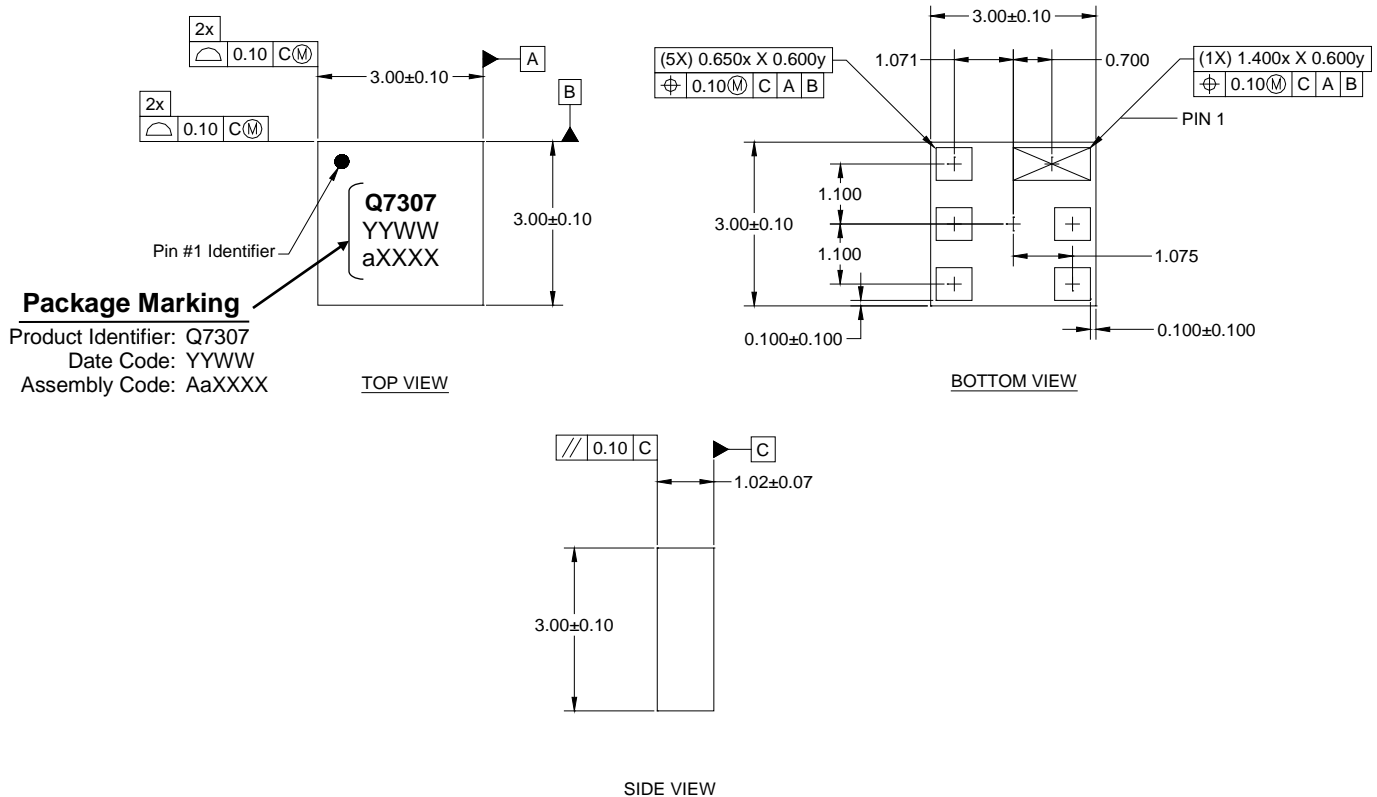 2x
⌓ 0.10 CⓂ
3.00±0.10
A
B
2x
⌓ 0.10 CⓂ
Q7307
YYWW
aXXXX
3.00±0.10
Pin #1 Identifier
Package Marking
Product Identifier: Q7307
Date Code: YYWW
Assembly Code: AaXXXX
TOP VIEW
3.00±0.10
(5X) 0.650x X 0.600y
⌖ 0.10Ⓜ C A B
1.071
0.700
(1X) 1.400x X 0.600y
⌖ 0.10Ⓜ C A B
PIN 1
1.100
3.00±0.10
1.100
1.075
0.100±0.100
0.100±0.100
BOTTOM VIEW
// 0.10 C
C
1.02±0.07
3.00±0.10
SIDE VIEW